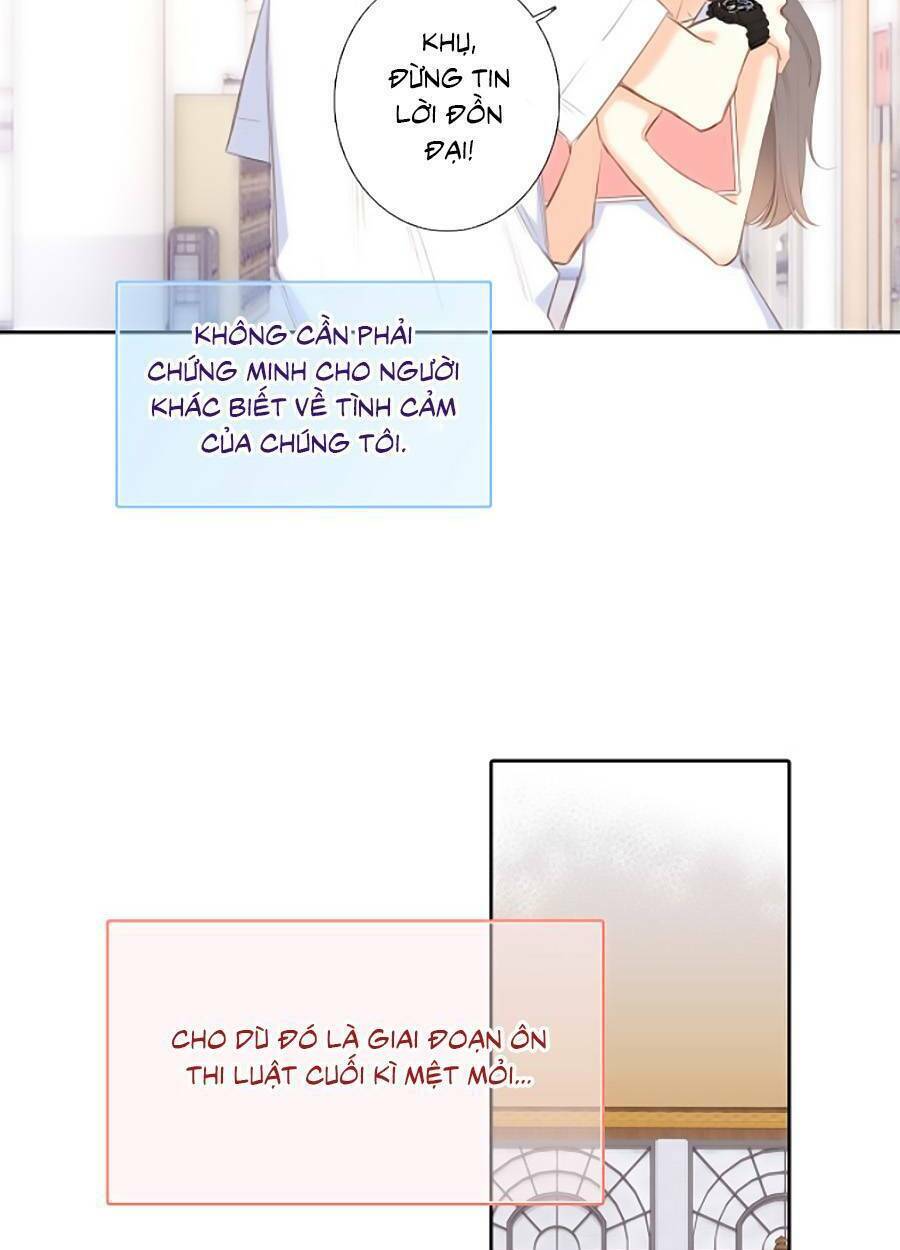 KHỤ,
ĐỪNG TIN
LỜI ĐỒN
ĐẠI!
KHÔNG CẦN PHẢI
CHỨNG MINH CHO NGƯỜI
KHÁC BIẾT VỀ TÌNH CẢM
CỦA CHÚNG TÔI.
CHO DÙ ĐÓ LÀ GIAI ĐOẠN ÔN
THI LUẬT CUỐI KÌ MỆT MỎI...